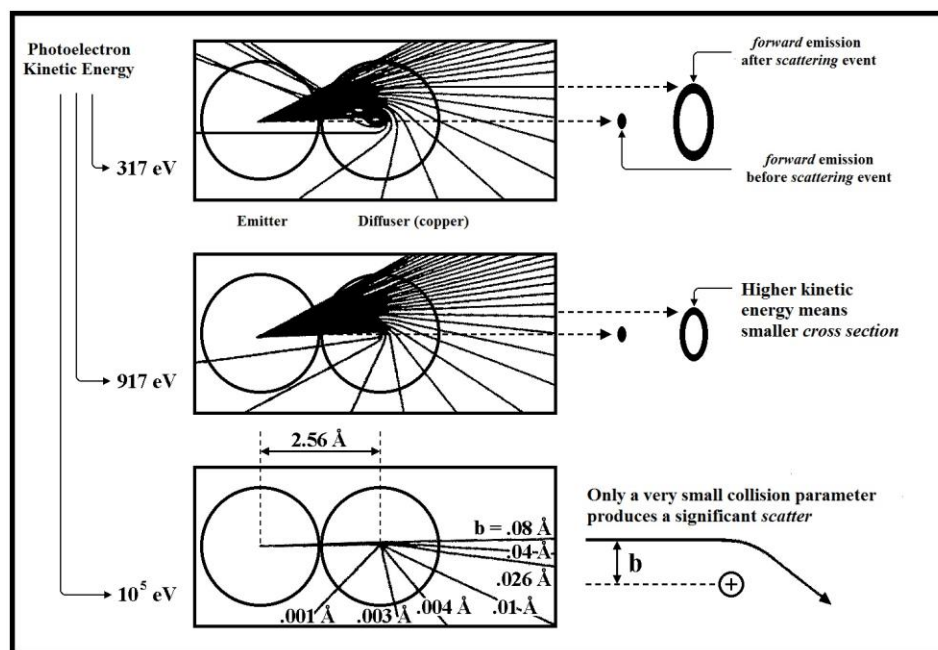 Photoelectron
Kinetic Energy
317 eV
917 eV
10⁵ eV
Emitter
Diffuser (copper)
forward emission
after scattering event
forward emission
before scattering event
Higher kinetic
energy means
smaller cross section
2.56 Å
b = .08 Å
.04 Å
.026 Å
.01 Å
.004 Å
.003 Å
.001 Å
Only a very small collision parameter
produces a significant scatter
b
+